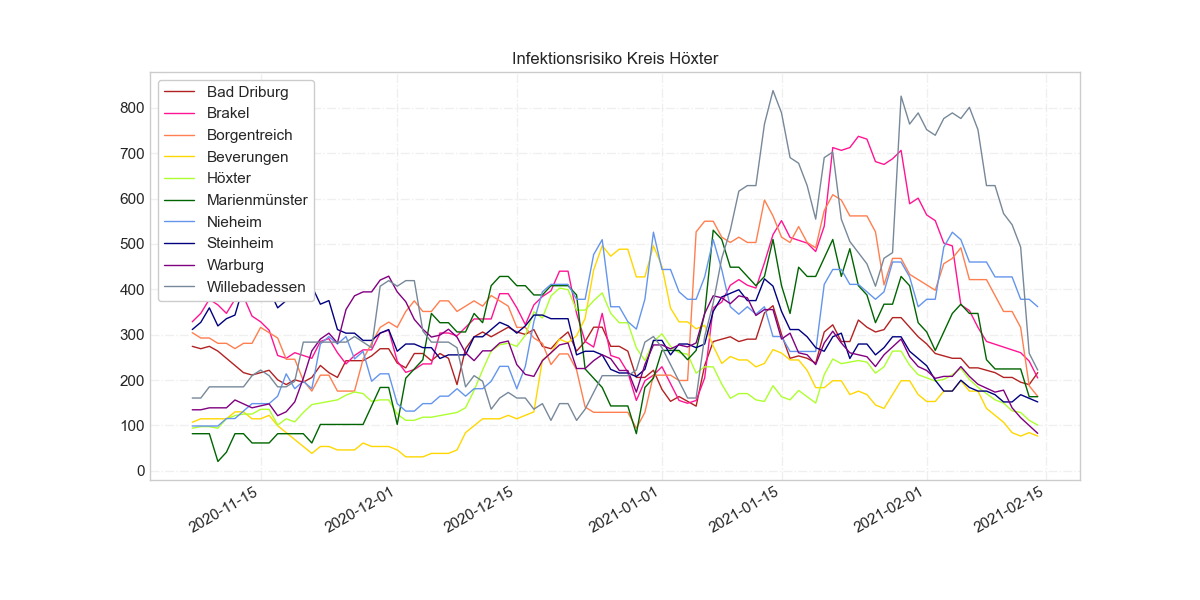 Infektionsrisiko Kreis Höxter
Bad Driburg
Brakel
Borgentreich
Beverungen
Höxter
Marienmünster
Nieheim
Steinheim
Warburg
Willebadessen
800
700
600
500
400
300
200
100
0
2020-11-15
2020-12-01
2020-12-15
2021-01-01
2021-01-15
2021-02-01
2021-02-15